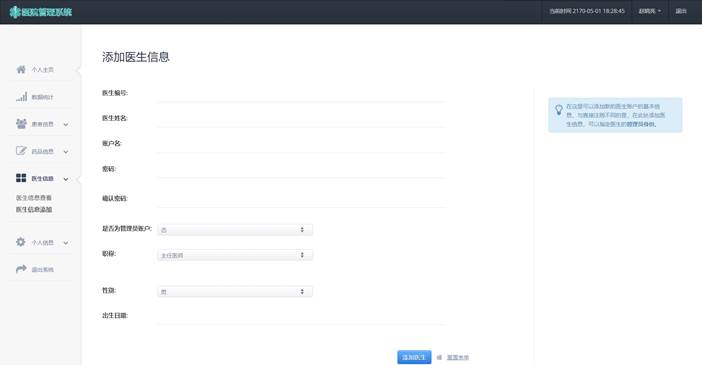 医院管理系统
当前时间 2170-05-01 18:28:45
赵晓亮
退出
个人主页
数据统计
患者信息
药品信息
医生信息
医生信息查看
医生信息添加
个人信息
退出系统
添加医生信息
医生编号:
医生姓名:
账户名:
密码:
确认密码:
是否为管理员账户:
否
职称:
主任医师
性别:
男
出生日期:
添加医生
或
重置表单
在这里可以添加新的医生账户的基本信
息，与直接注册不同的是，在此处添加医
生信息，可以指定医生的管理员身份。